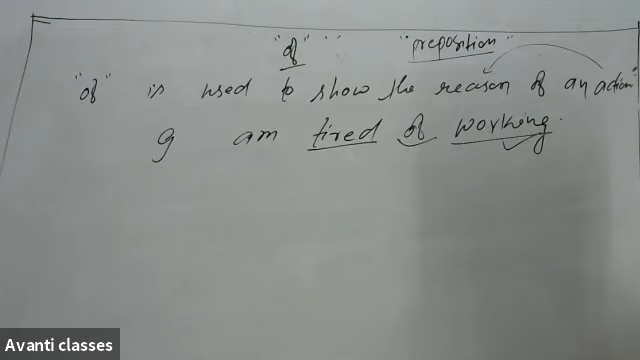 "of" "preposition"
"of" is used to show the reason of an action
I am tired of working.
Avanti classes